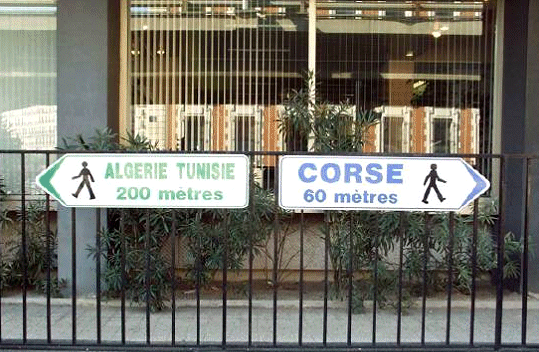 ALGERIE TUNISIE
200 mètres
CORSE
60 mètres